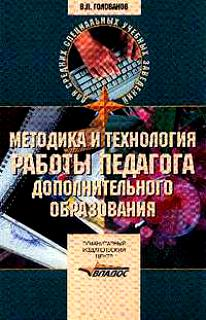 В.П. ГОЛОВАНОВ
ДЛЯ СРЕДНИХ СПЕЦИАЛЬНЫХ УЧЕБНЫХ ЗАВЕДЕНИЙ
МЕТОДИКА И ТЕХНОЛОГИЯ
РАБОТЫ ПЕДАГОГА
ДОПОЛНИТЕЛЬНОГО
ОБРАЗОВАНИЯ
ГУМАНИТАРНЫЙ
ИЗДАТЕЛЬСКИЙ
ЦЕНТР
ВЛАДОС